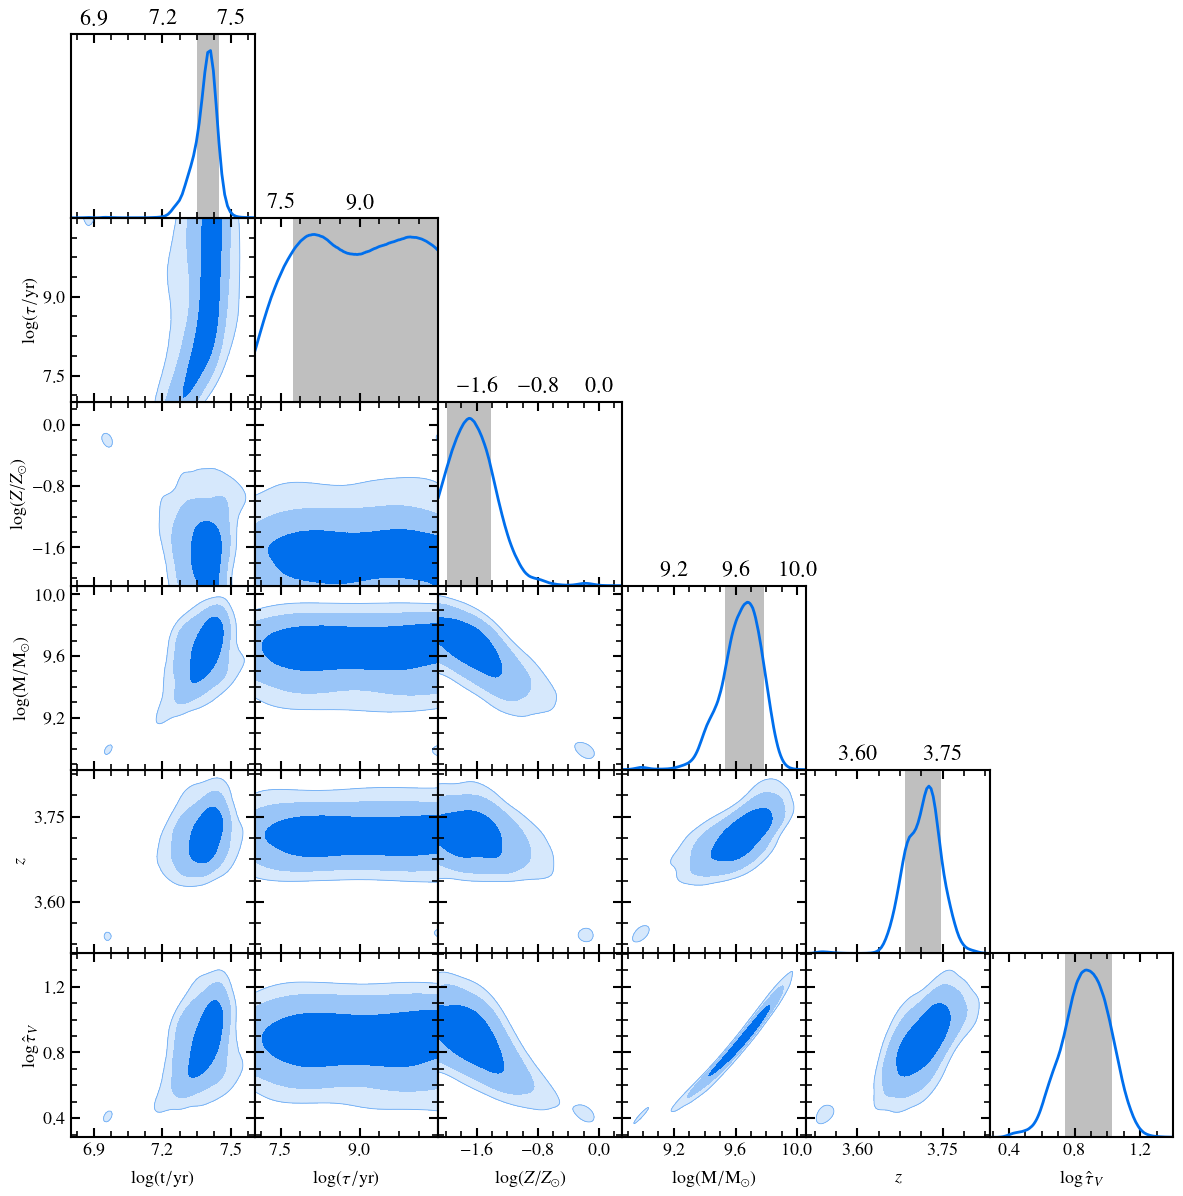 6.9 7.2 7.5
7.5 9.0
log(τ/yr)
9.0
7.5
−1.6 −0.8 0.0
log(Z/Z⊙)
0.0
−0.8
−1.6
9.2 9.6 10.0
log(M/M⊙)
10.0
9.6
9.2
3.60 3.75
z
3.75
3.60
log τ̂V
1.2
0.8
0.4
6.9 7.2 7.5 7.5 9.0 −1.6 −0.8 0.0 9.2 9.6 10.0 3.60 3.75 0.4 0.8 1.2
log(t/yr) log(τ/yr) log(Z/Z⊙) log(M/M⊙) z log τ̂V